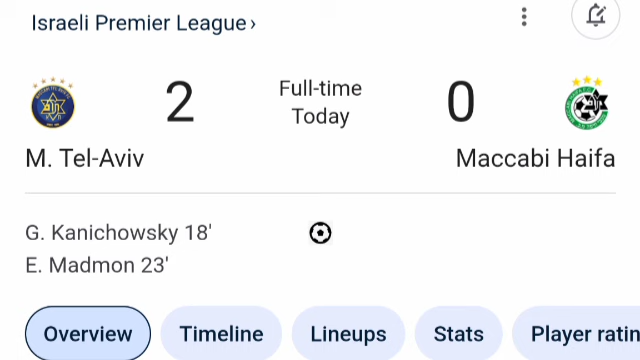 Israeli Premier League ›
2 Full-time 0
Today
M. Tel-Aviv Maccabi Haifa
G. Kanichowsky 18'
E. Madmon 23'
Overview Timeline Lineups Stats Player ratin